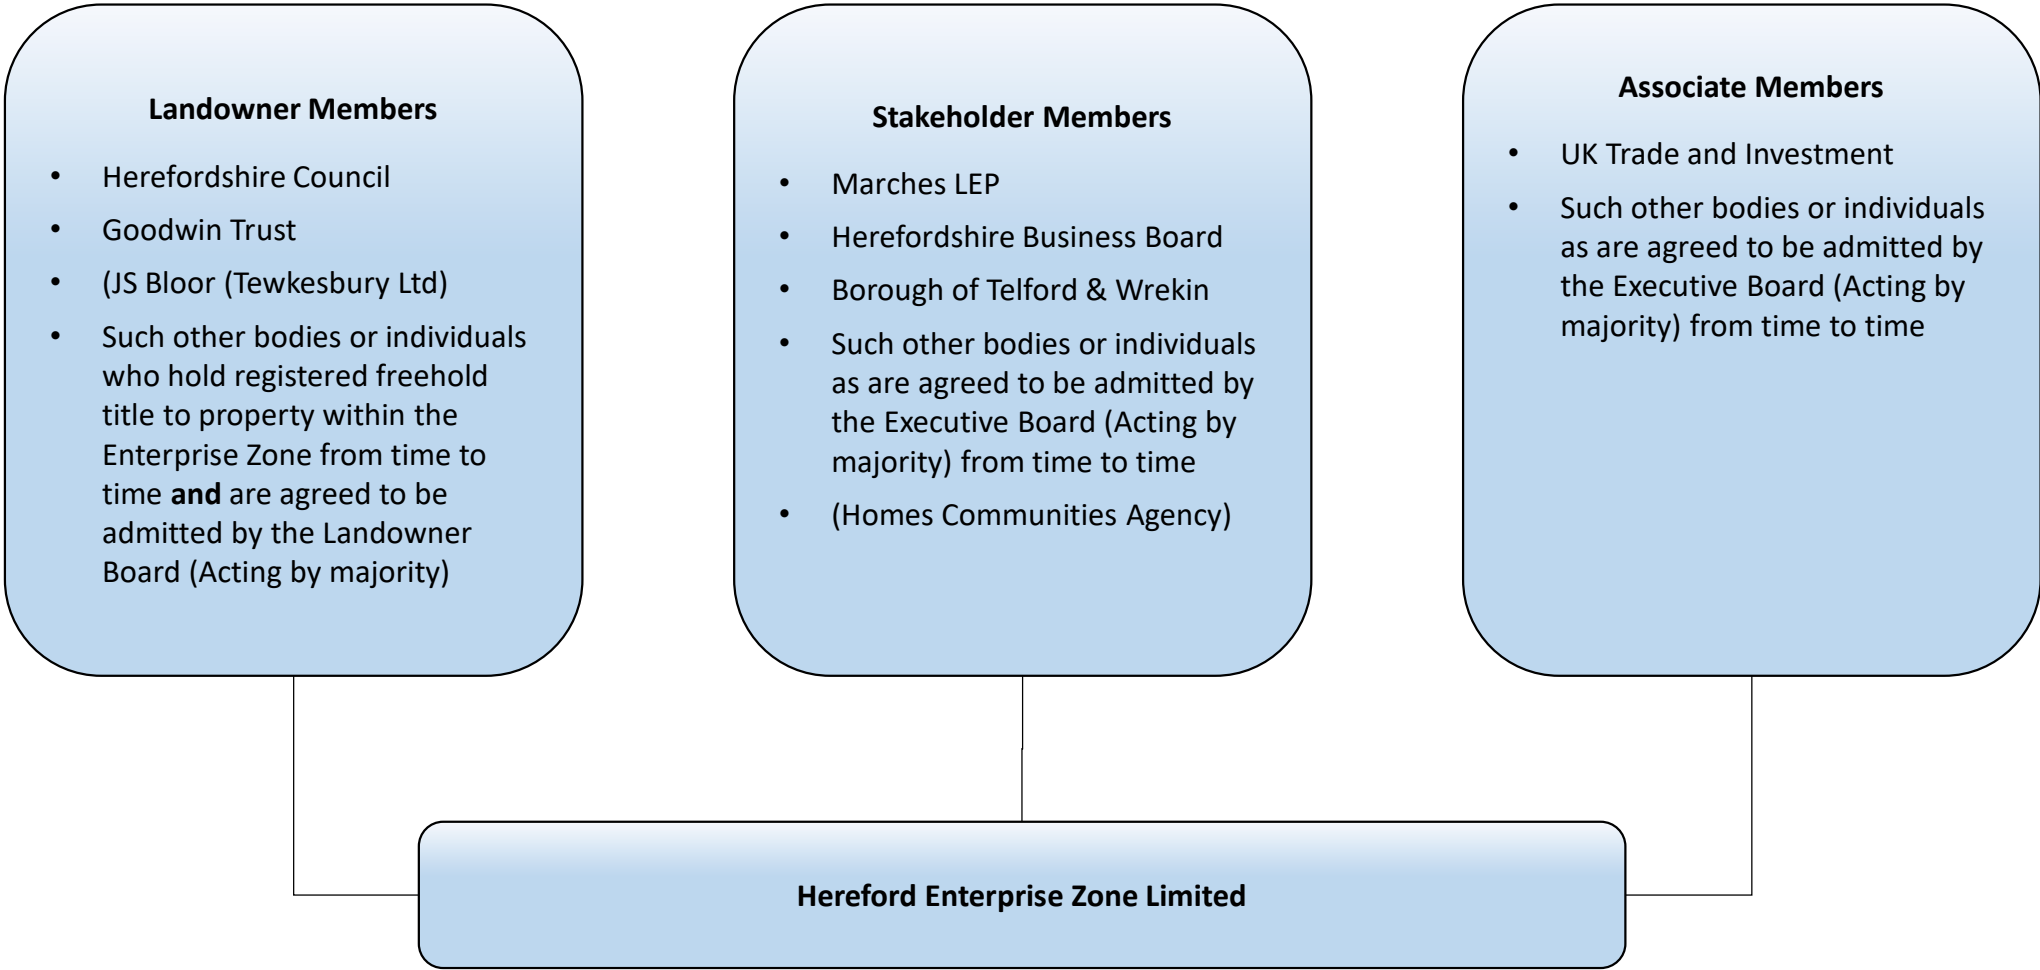 Landowner Members
• Herefordshire Council
• Goodwin Trust
• (JS Bloor (Tewkesbury Ltd)
• Such other bodies or individuals
who hold registered freehold
title to property within the
Enterprise Zone from time to
time and are agreed to be
admitted by the Landowner
Board (Acting by majority)
Stakeholder Members
• Marches LEP
• Herefordshire Business Board
• Borough of Telford & Wrekin
• Such other bodies or individuals
as are agreed to be admitted by
the Executive Board (Acting by
majority) from time to time
• (Homes Communities Agency)
Associate Members
• UK Trade and Investment
• Such other bodies or individuals
as are agreed to be admitted by
the Executive Board (Acting by
majority) from time to time
Hereford Enterprise Zone Limited